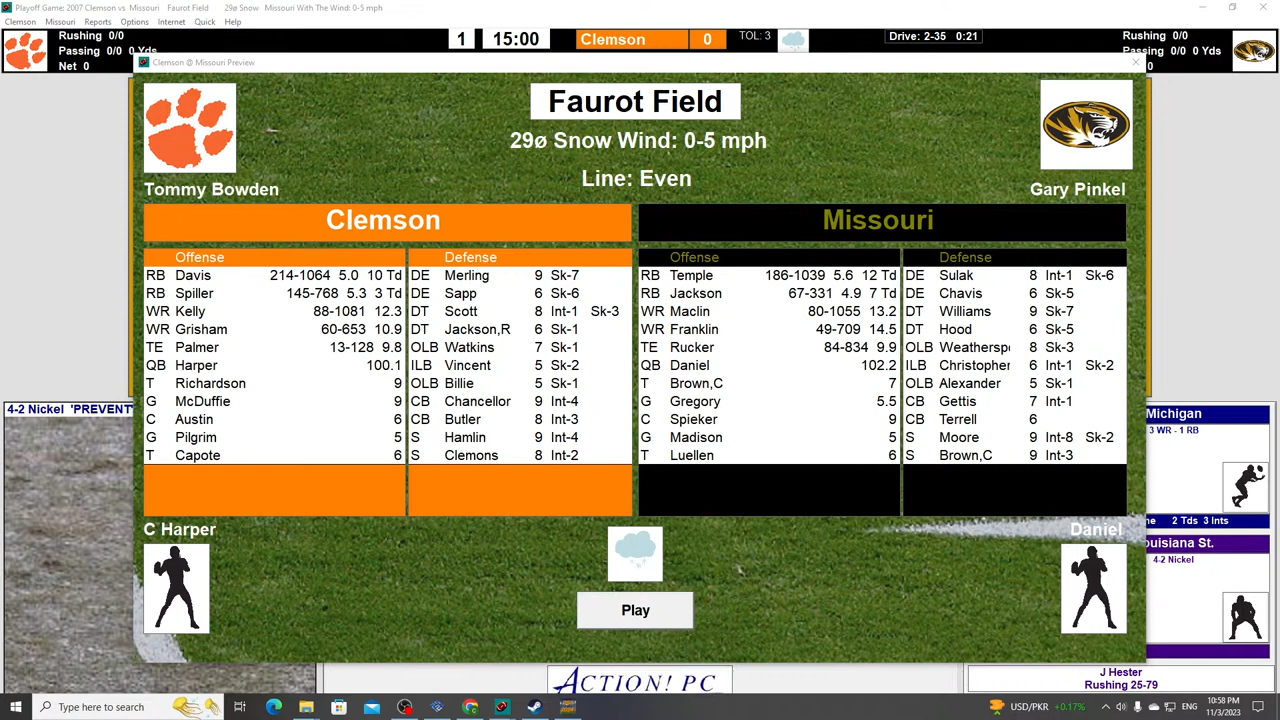 Playoff Game: 2007 Clemson vs Missouri Faurot Field 29ø Snow Missouri With The Wind: 0-5 mph
Clemson Missouri Reports Options Internet Quick Help
Rushing 0/0
Passing 0/0 0 Yds
Net 0
1 15:00 Clemson 0 TOL: 3 Drive: 2-35 0:21
Rushing 0/0
Passing 0/0 0 Yds
0
Clemson @ Missouri Preview
Faurot Field
29ø Snow Wind: 0-5 mph
Line: Even
Tommy Bowden
Gary Pinkel
Clemson
Offense Defense
RB Davis 214-1064 5.0 10 Td DE Merling 9 Sk-7
RB Spiller 145-768 5.3 3 Td DE Sapp 6 Sk-6
WR Kelly 88-1081 12.3 DT Scott 8 Int-1 Sk-3
WR Grisham 60-653 10.9 DT Jackson,R 6 Sk-1
TE Palmer 13-128 9.8 OLB Watkins 7 Sk-1
QB Harper 100.1 ILB Vincent 5 Sk-2
T Richardson 9 OLB Billie 5 Sk-1
G McDuffie 9 CB Chancellor 9 Int-4
C Austin 6 CB Butler 8 Int-3
G Pilgrim 5 S Hamlin 9 Int-4
T Capote 6 S Clemons 8 Int-2
Missouri
Offense Defense
RB Temple 186-1039 5.6 12 Td DE Sulak 8 Int-1 Sk-6
RB Jackson 67-331 4.9 7 Td DE Chavis 6 Sk-5
WR Maclin 80-1055 13.2 DT Williams 9 Sk-7
WR Franklin 49-709 14.5 DT Hood 6 Sk-5
TE Rucker 84-834 9.9 OLB Weatherspo 8 Sk-3
QB Daniel 102.2 ILB Christopher 6 Int-1 Sk-2
T Brown,C 7 OLB Alexander 5 Sk-1
G Gregory 5.5 CB Gettis 7 Int-1
C Spieker 9 CB Terrell 6
G Madison 5 S Moore 9 Int-8 Sk-2
T Luellen 6 S Brown,C 9 Int-3
C Harper
Daniel
Play
4-2 Nickel 'PREVENT'
Michigan
3 WR - 1 RB
ne 2 Tds 3 Ints
ouisiana St.
4-2 Nickel
ACTION! PC
J Hester
Rushing 25-79
Type here to search
USD/PKR +0.17%
ENG
10:58 PM
11/3/2023